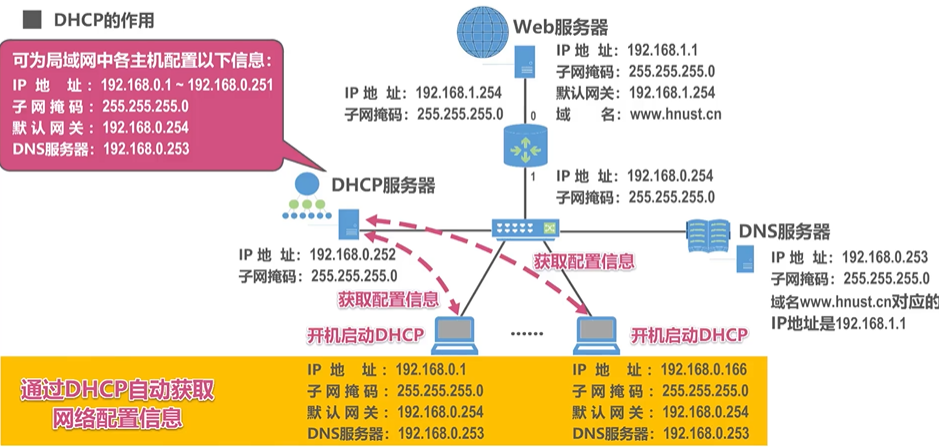 DHCP的作用
可为局域网中各主机配置以下信息：
IP 地 址：192.168.0.1 ~ 192.168.0.251
子网掩码：255.255.255.0
默认网关：192.168.0.254
DNS服务器：192.168.0.253
Web服务器
IP 地 址：192.168.1.1
子网掩码：255.255.255.0
默认网关：192.168.1.254
域 名：www.hnust.cn
IP 地 址：192.168.1.254
子网掩码：255.255.255.0
0
1
IP 地 址：192.168.0.254
子网掩码：255.255.255.0
DHCP服务器
IP 地 址：192.168.0.252
子网掩码：255.255.255.0
DNS服务器
IP 地 址：192.168.0.253
子网掩码：255.255.255.0
域名www.hnust.cn对应的
IP地址是192.168.1.1
获取配置信息
获取配置信息
开机启动DHCP
......
开机启动DHCP
通过DHCP自动获取
网络配置信息
IP 地 址：192.168.0.1
子网掩码：255.255.255.0
默认网关：192.168.0.254
DNS服务器：192.168.0.253
IP 地 址：192.168.0.166
子网掩码：255.255.255.0
默认网关：192.168.0.254
DNS服务器：192.168.0.253